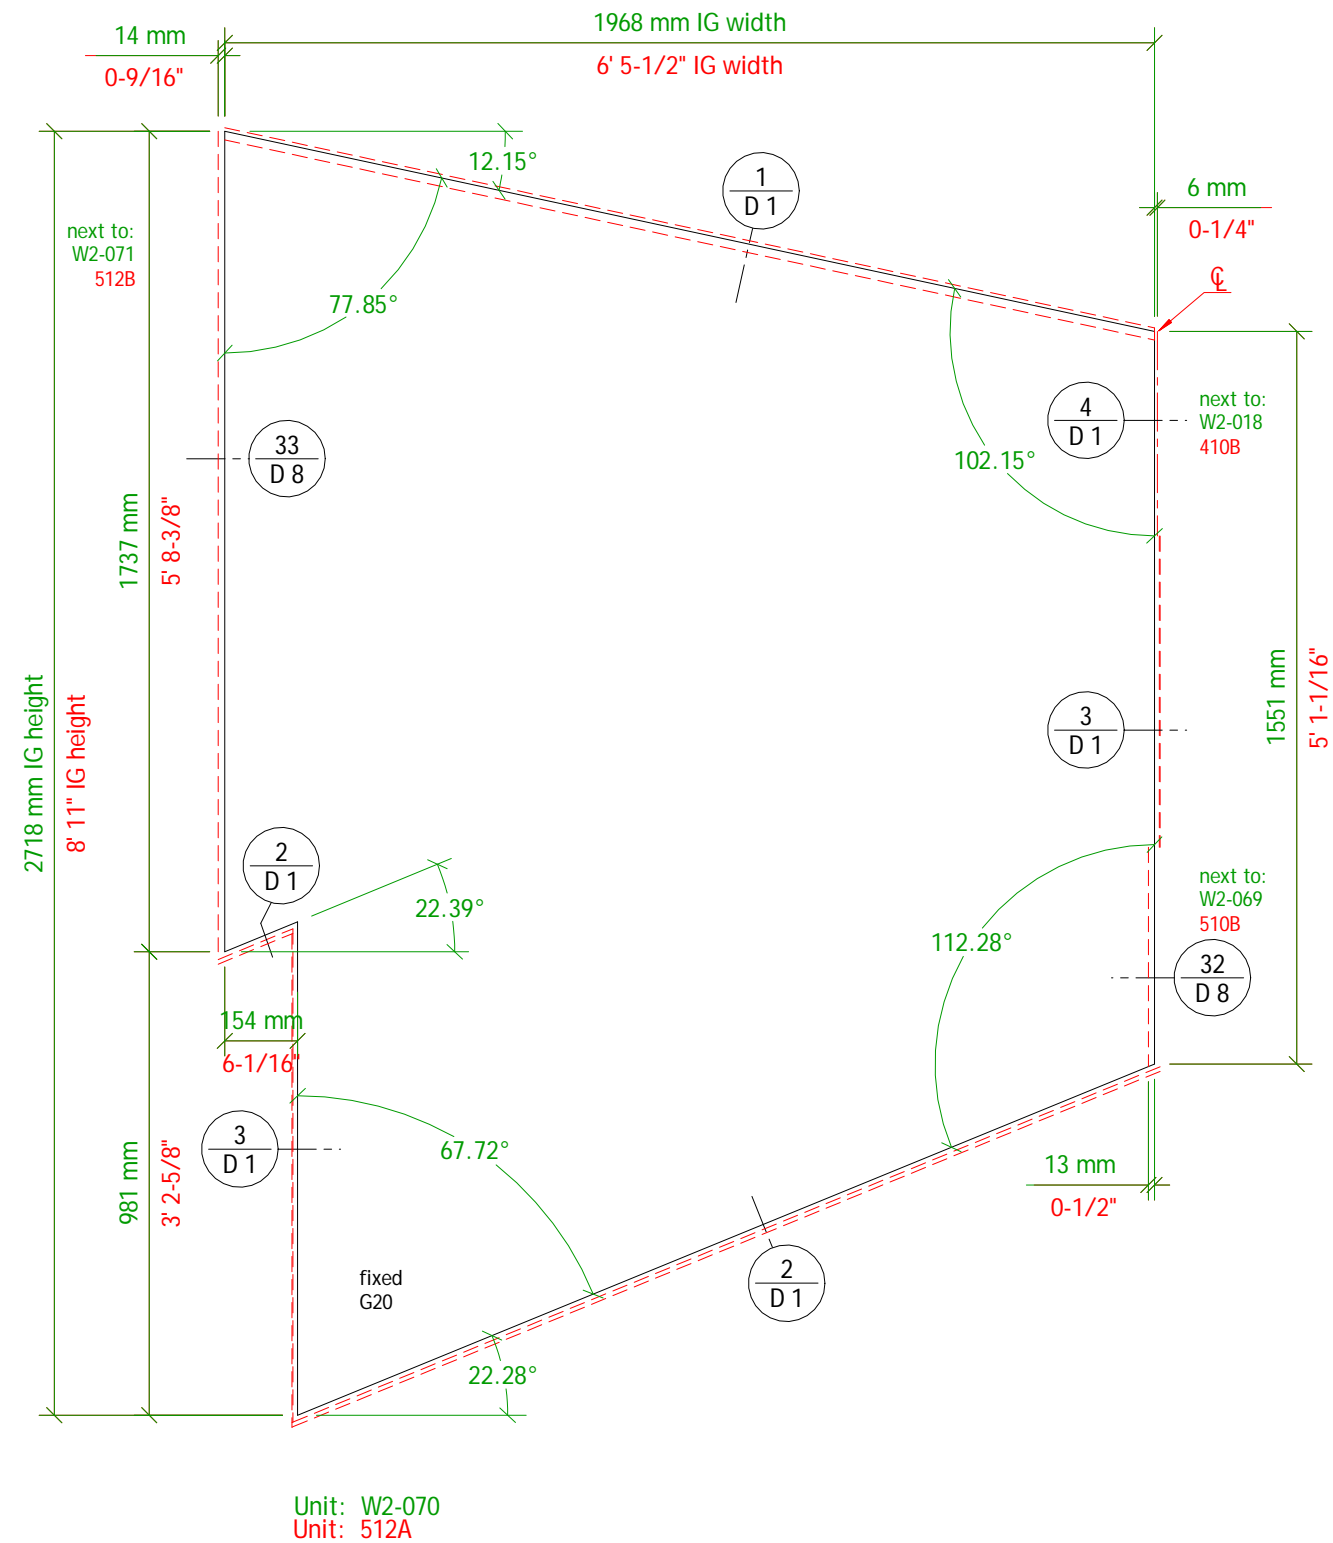 1968 mm IG width
6' 5-1/2" IG width
14 mm
0-9/16"
12.15°
1
D 1
6 mm
0-1/4"
next to:
W2-071
512B
77.85°
℄
33
D 8
4
D 1
next to:
W2-018
410B
102.15°
1737 mm
5' 8-3/8"
2718 mm IG height
8' 11" IG height
3
D 1
1551 mm
5' 1-1/16"
2
D 1
22.39°
next to:
W2-069
510B
112.28°
32
D 8
154 mm
6-1/16"
3
D 1
67.72°
981 mm
3' 2-5/8"
13 mm
0-1/2"
fixed
G20
2
D 1
22.28°
Unit: W2-070
Unit: 512A